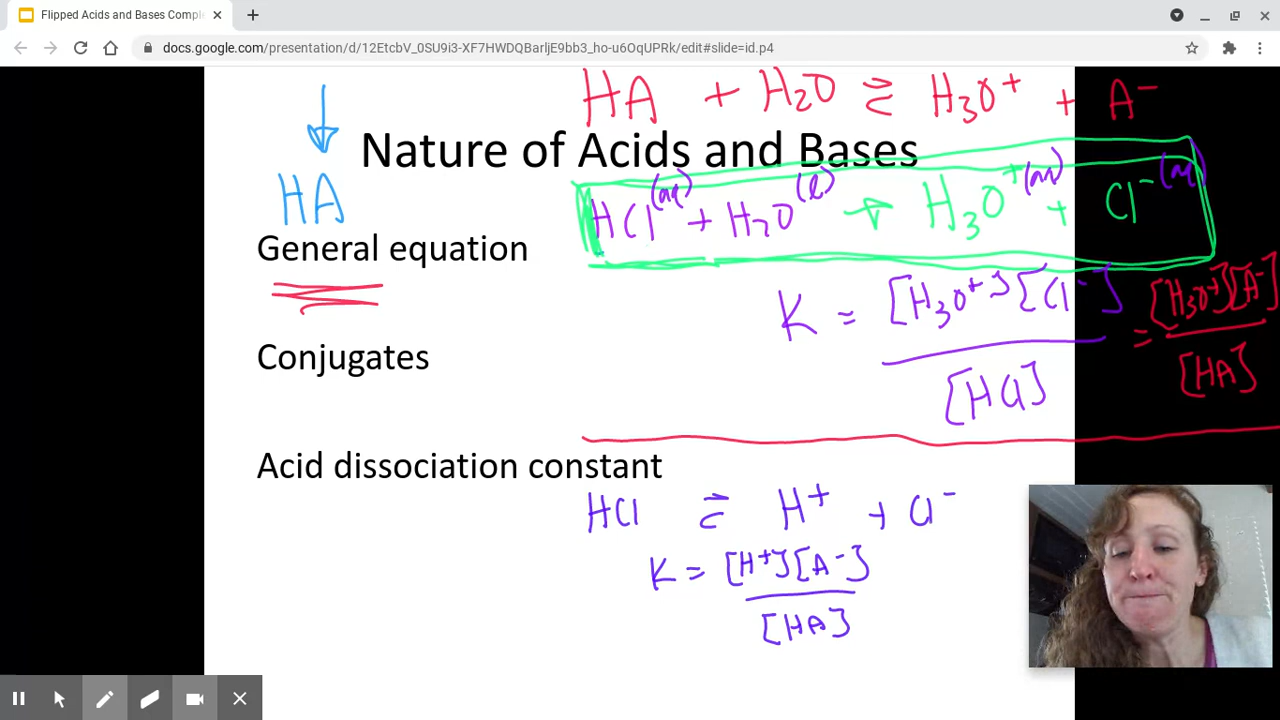 Flipped Acids and Bases Comple
docs.google.com/presentation/d/12EtcbV_0SU9i3-XF7HWDQBarljE9bb3_ho-u6OqUPRk/edit#slide=id.p4
HA + H2O ⇌ H3O+ + A-
Nature of Acids and Bases
HA
HCl(aq) + H2O(l) → H3O+(aq) + Cl-(aq)
General equation
K = [H3O+][Cl-] / [HCl] = [H3O+][A-] / [HA]
Conjugates
Acid dissociation constant
HCl ⇌ H+ + Cl-
K = [H+][A-] / [HA]